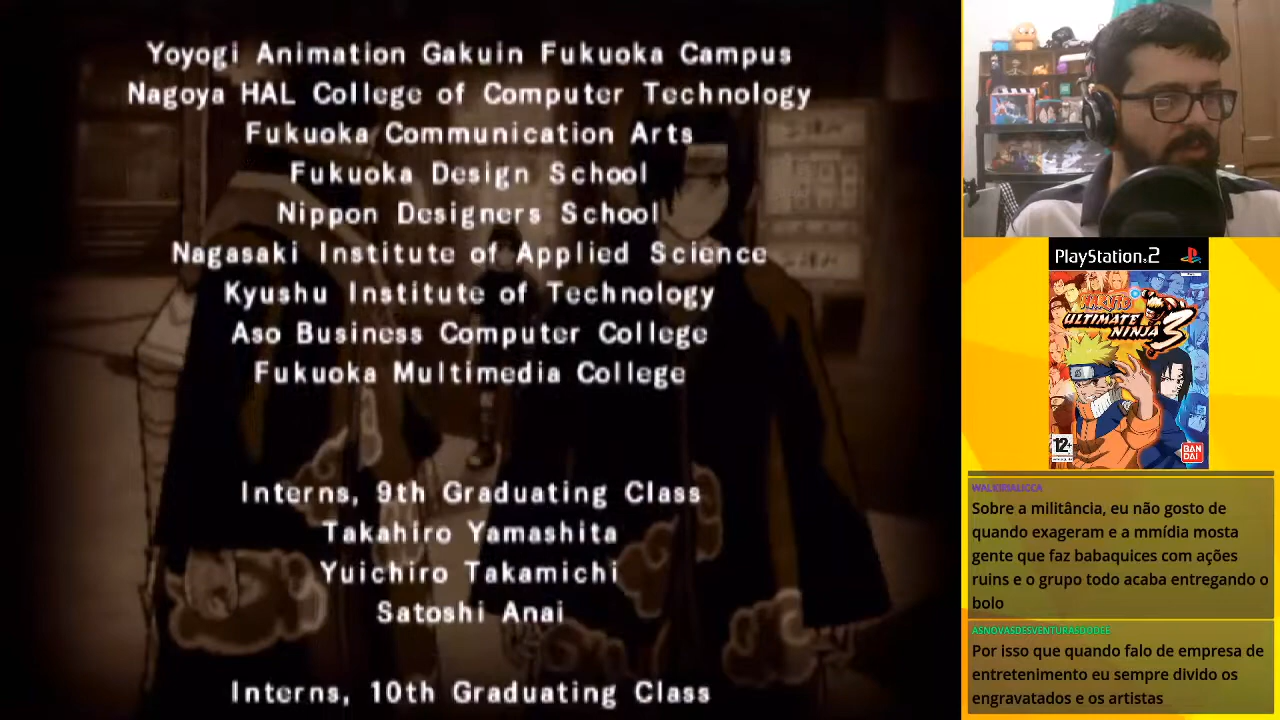 Yoyogi Animation Gakuin Fukuoka Campus
Nagoya HAL College of Computer Technology
Fukuoka Communication Arts
Fukuoka Design School
Nippon Designers School
Nagasaki Institute of Applied Science
Kyushu Institute of Technology
Aso Business Computer College
Fukuoka Multimedia College
Interns, 9th Graduating Class
Takahiro Yamashita
Yuichiro Takamichi
Satoshi Anai
Interns, 10th Graduating Class
PlayStation.2
NARUTO
ULTIMATE
NINJA 3
12+
BAN
DAI
Sobre a militância, eu não gosto de
quando exageram e a mmídia mosta
gente que faz babaquices com ações
ruins e o grupo todo acaba entregando o
bolo
ASNOVASDESVENTURASDODEE
Por isso que quando falo de empresa de
entretenimento eu sempre divido os
engravatados e os artistas